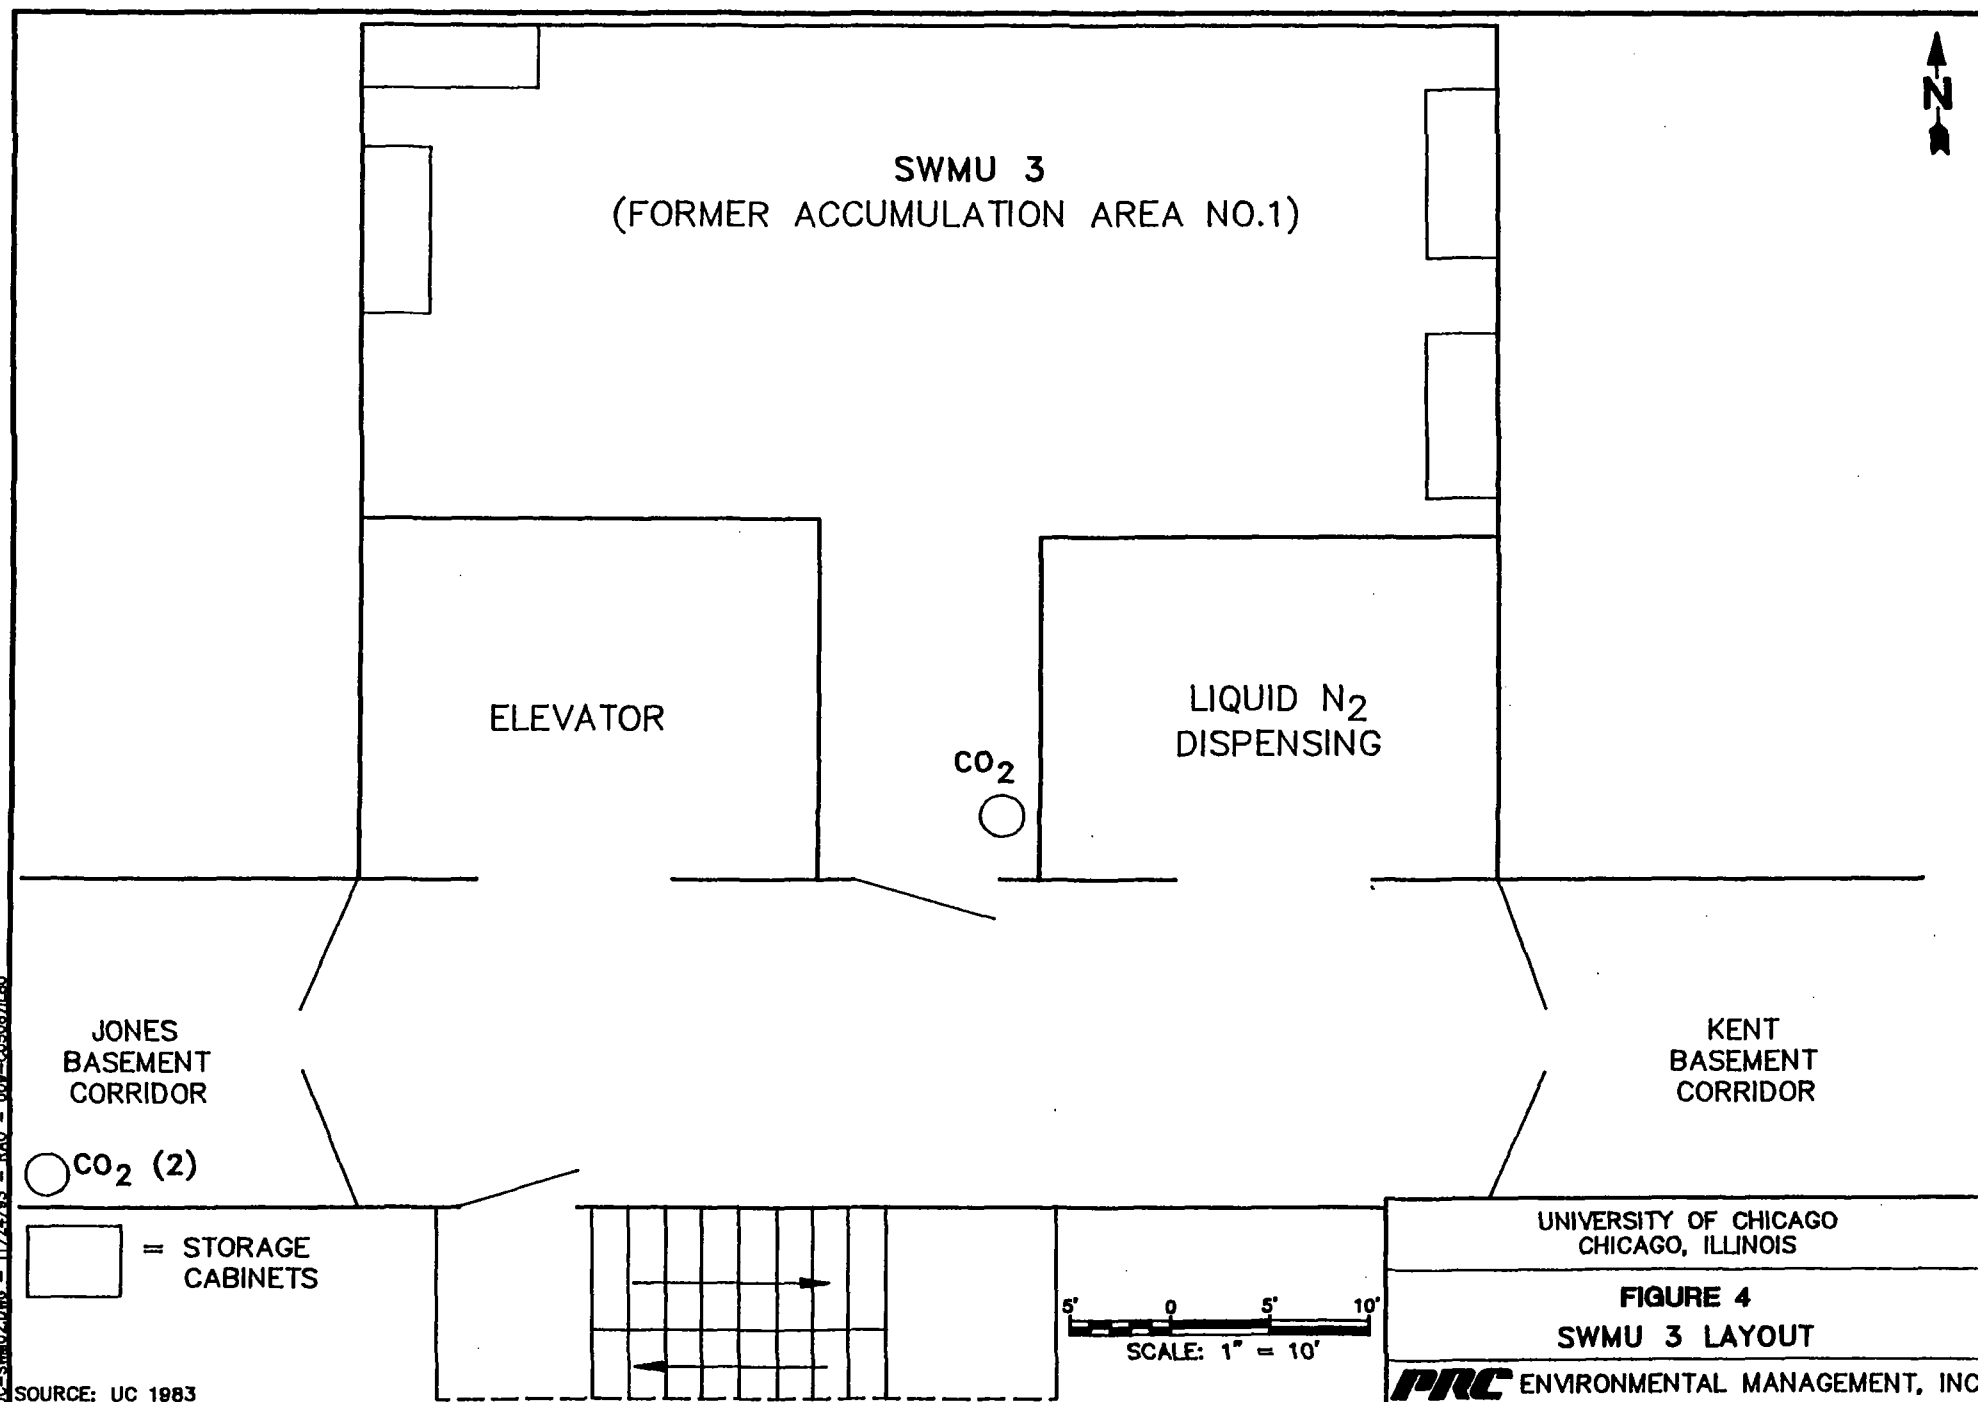 N
SWMU 3
(FORMER ACCUMULATION AREA NO.1)
ELEVATOR
LIQUID N2
DISPENSING
CO2
JONES
BASEMENT
CORRIDOR
KENT
BASEMENT
CORRIDOR
CO2 (2)
= STORAGE
CABINETS
5' 0 5' 10'
SCALE: 1" = 10'
UNIVERSITY OF CHICAGO
CHICAGO, ILLINOIS
FIGURE 4
SWMU 3 LAYOUT
PRC ENVIRONMENTAL MANAGEMENT, INC
SOURCE: UC 1983